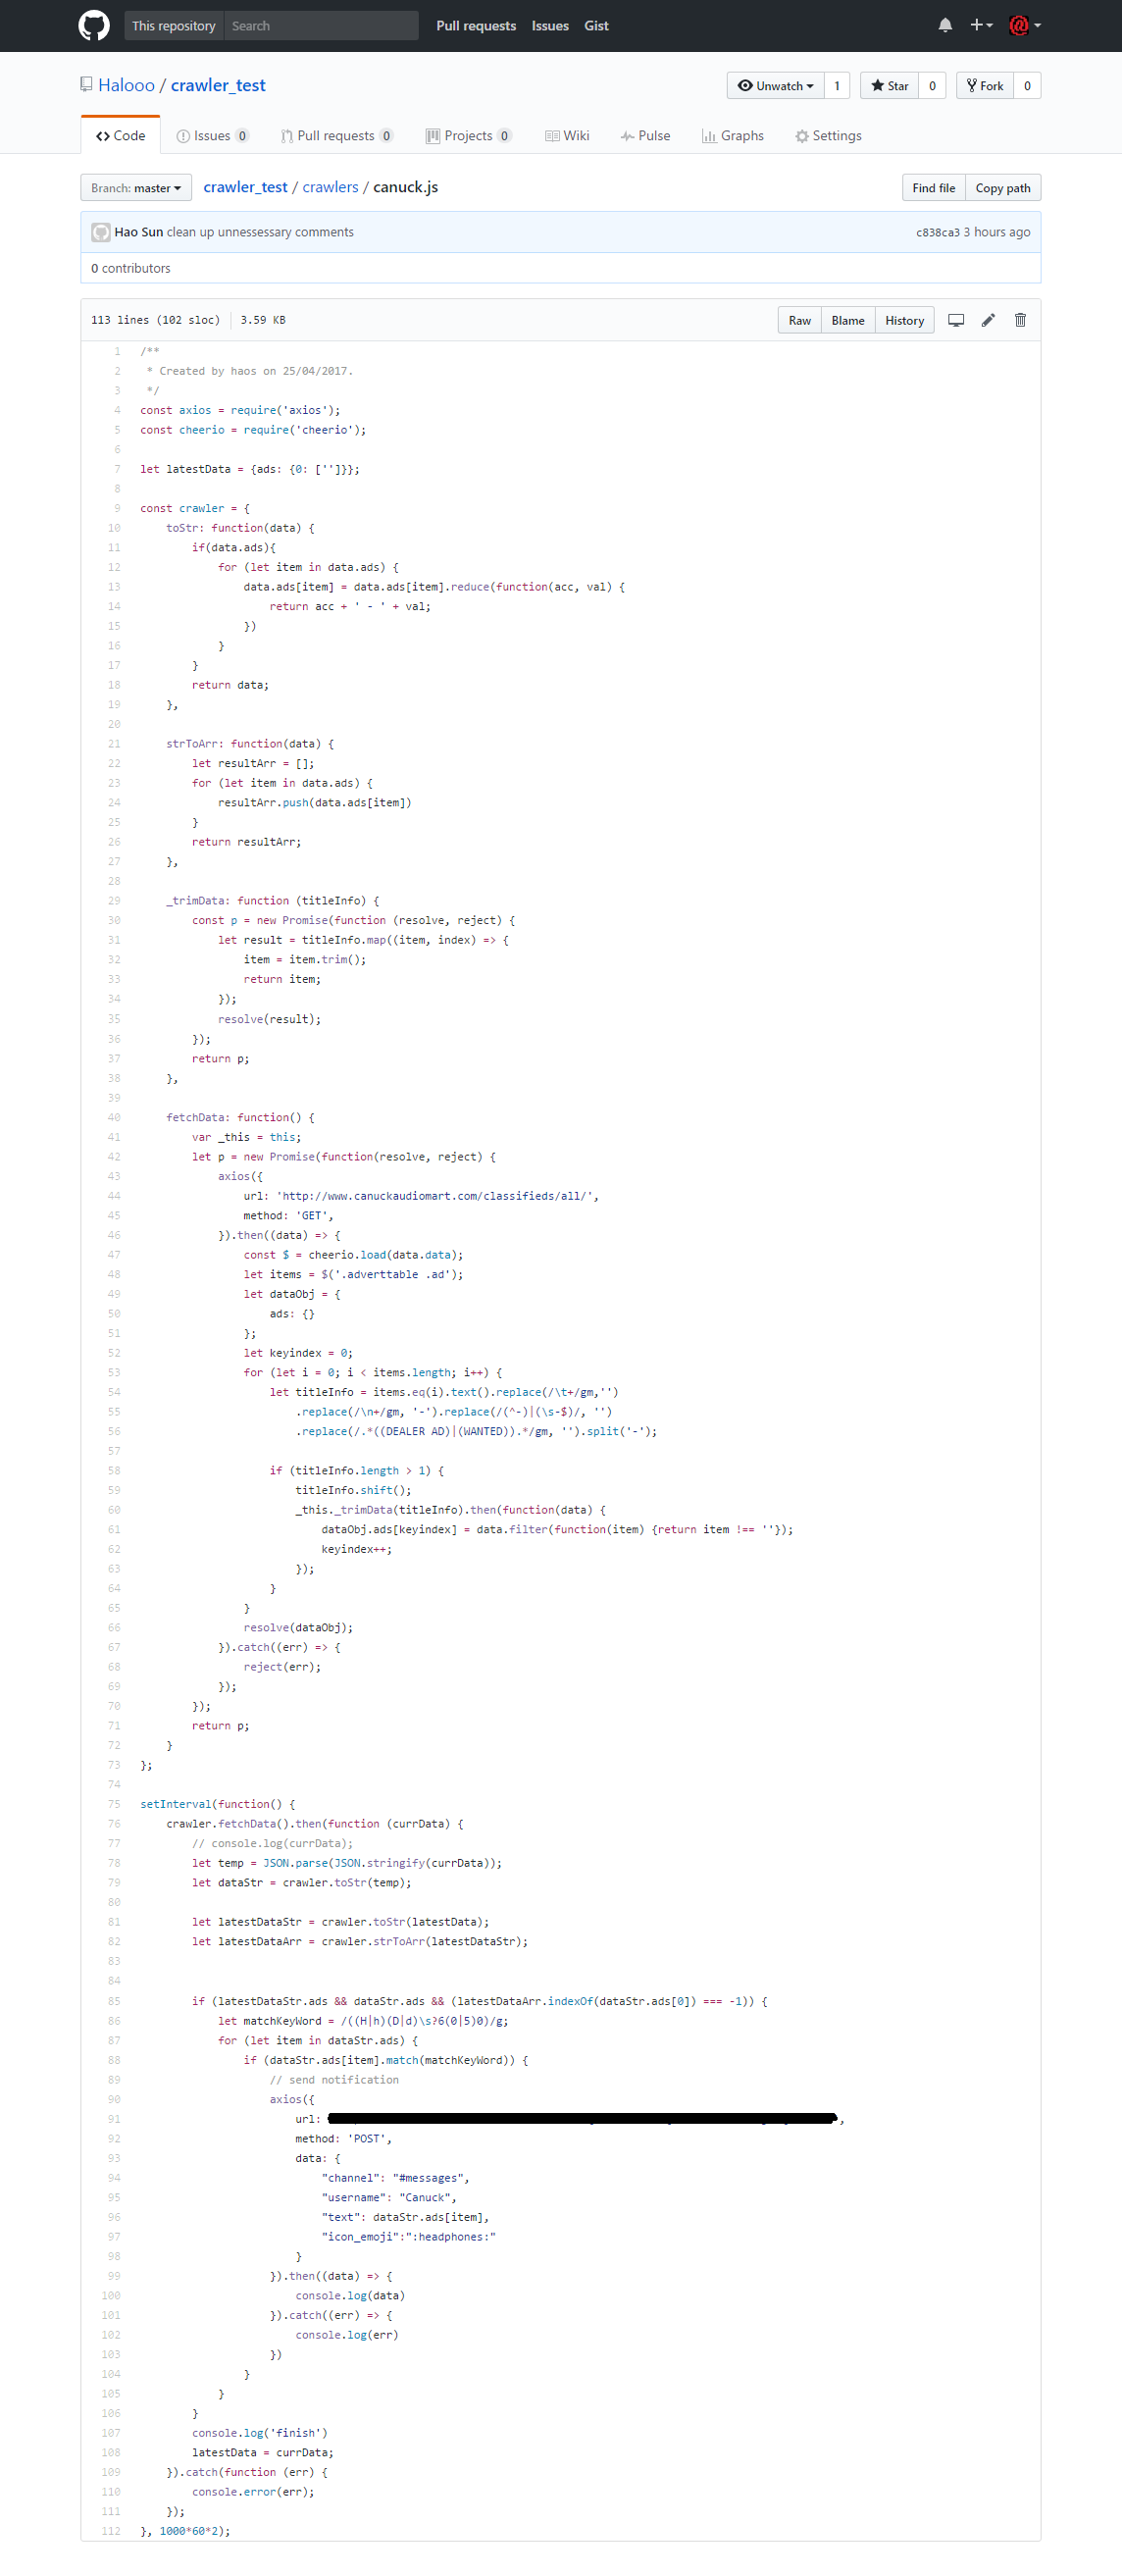 This repository Search Pull requests Issues Gist
Halooo / crawler_test Unwatch 1 Star 0 Fork 0
Code Issues 0 Pull requests 0 Projects 0 Wiki Pulse Graphs Settings
Branch: master crawler_test / crawlers / canuck.js Find file Copy path
Hao Sun clean up unnessessary comments c838ca3 3 hours ago
0 contributors
113 lines (102 sloc) 3.59 KB Raw Blame History
1 /**
2  * Created by haos on 25/04/2017.
3  */
4 const axios = require('axios');
5 const cheerio = require('cheerio');
6
7 let latestData = {ads: {0: ['']}};
8
9 const crawler = {
10     toStr: function(data) {
11         if(data.ads){
12             for (let item in data.ads) {
13                 data.ads[item] = data.ads[item].reduce(function(acc, val) {
14                     return acc + ' - ' + val;
15                 })
16             }
17         }
18         return data;
19     },
20
21     strToArr: function(data) {
22         let resultArr = [];
23         for (let item in data.ads) {
24             resultArr.push(data.ads[item])
25         }
26         return resultArr;
27     },
28
29     _trimData: function (titleInfo) {
30         const p = new Promise(function (resolve, reject) {
31             let result = titleInfo.map((item, index) => {
32                 item = item.trim();
33                 return item;
34             });
35             resolve(result);
36         });
37         return p;
38     },
39
40     fetchData: function() {
41         var _this = this;
42         let p = new Promise(function(resolve, reject) {
43             axios({
44                 url: 'http://www.canuckaudiomart.com/classifieds/all/',
45                 method: 'GET',
46             }).then((data) => {
47                 const $ = cheerio.load(data.data);
48                 let items = $('.adverttable .ad');
49                 let dataObj = {
50                     ads: {}
51                 };
52                 let keyindex = 0;
53                 for (let i = 0; i < items.length; i++) {
54                     let titleInfo = items.eq(i).text().replace(/\t+/gm,'')
55                         .replace(/\n+/gm, '-').replace(/(^-)|(\s-$)/, '')
56                         .replace(/.*((DEALER AD)|(WANTED)).*/gm, '').split('-');
57
58                     if (titleInfo.length > 1) {
59                         titleInfo.shift();
60                         _this._trimData(titleInfo).then(function(data) {
61                             dataObj.ads[keyindex] = data.filter(function(item) {return item !== ''});
62                             keyindex++;
63                         });
64                     }
65                 }
66                 resolve(dataObj);
67             }).catch((err) => {
68                 reject(err);
69             });
70         });
71         return p;
72     }
73 };
74
75 setInterval(function() {
76     crawler.fetchData().then(function (currData) {
77         // console.log(currData);
78         let temp = JSON.parse(JSON.stringify(currData));
79         let dataStr = crawler.toStr(temp);
80
81         let latestDataStr = crawler.toStr(latestData);
82         let latestDataArr = crawler.strToArr(latestDataStr);
83
84
85         if (latestDataStr.ads && dataStr.ads && (latestDataArr.indexOf(dataStr.ads[0]) === -1)) {
86             let matchKeyWord = /((H|h)(D|d)\s?6(0|5)0)/g;
87             for (let item in dataStr.ads) {
88                 if (dataStr.ads[item].match(matchKeyWord)) {
89                     // send notification
90                     axios({
91                         url: ,
92                         method: 'POST',
93                         data: {
94                             "channel": "#messages",
95                             "username": "Canuck",
96                             "text": dataStr.ads[item],
97                             "icon_emoji":":headphones:"
98                         }
99                     }).then((data) => {
100                         console.log(data)
101                     }).catch((err) => {
102                         console.log(err)
103                     })
104                 }
105             }
106         }
107         console.log('finish')
108         latestData = currData;
109     }).catch(function (err) {
110         console.error(err);
111     });
112 }, 1000*60*2);